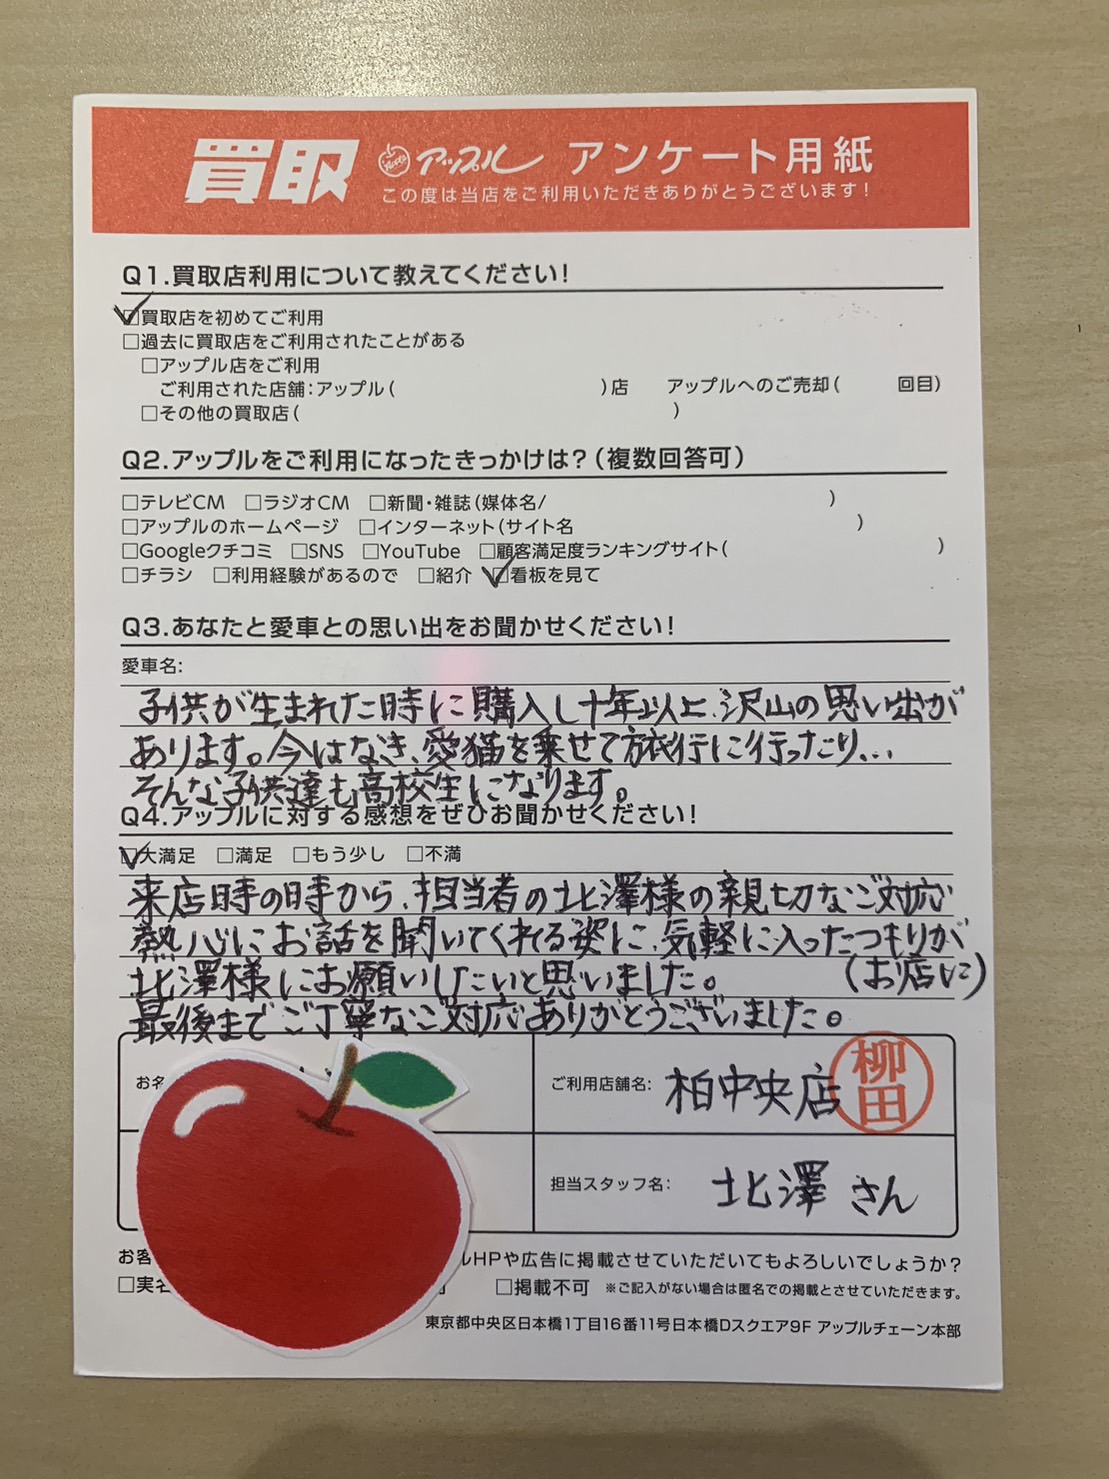 買取 アップル アンケート用紙
この度は当店をご利用いただきありがとうございます！
Q1.買取店利用について教えてください！
□買取店を初めてご利用
□過去に買取店をご利用されたことがある
□アップル店をご利用
ご利用された店舗：アップル（ ）店 アップルへのご売却（ 回目）
□その他の買取店（ ）
Q2.アップルをご利用になったきっかけは？（複数回答可）
□テレビCM □ラジオCM □新聞・雑誌（媒体名/ ）
□アップルのホームページ □インターネット（サイト名 ）
□Googleクチコミ □SNS □YouTube □顧客満足度ランキングサイト（ ）
□チラシ □利用経験があるので □紹介 □看板を見て
Q3.あなたと愛車との思い出をお聞かせください！
愛車名：
子供が生まれた時に購入し十年以上、沢山の思い出が
あります。今はなき、愛猫を乗せて旅行に行ったり…
そんな子供達も高校生になります。
Q4.アップルに対する感想をぜひお聞かせください！
□大満足 □満足 □もう少し □不満
来店時の時から、担当者の北澤様の親切なご対応
熱心にお話を聞いてくれる姿に、気軽に入ったつもりが
（お店に）
北澤様にお願いしたいと思いました。
最後までご丁寧なご対応ありがとうございました。
お名
ご利用店舗名： 柏中央店
柳田
担当スタッフ名： 北澤 さん
お客
ルHPや広告に掲載させていただいてもよろしいでしょうか？
□実名
□掲載不可 ※ご記入がない場合は匿名での掲載とさせていただきます。
東京都中央区日本橋1丁目16番11号日本橋Dスクエア9F アップルチェーン本部